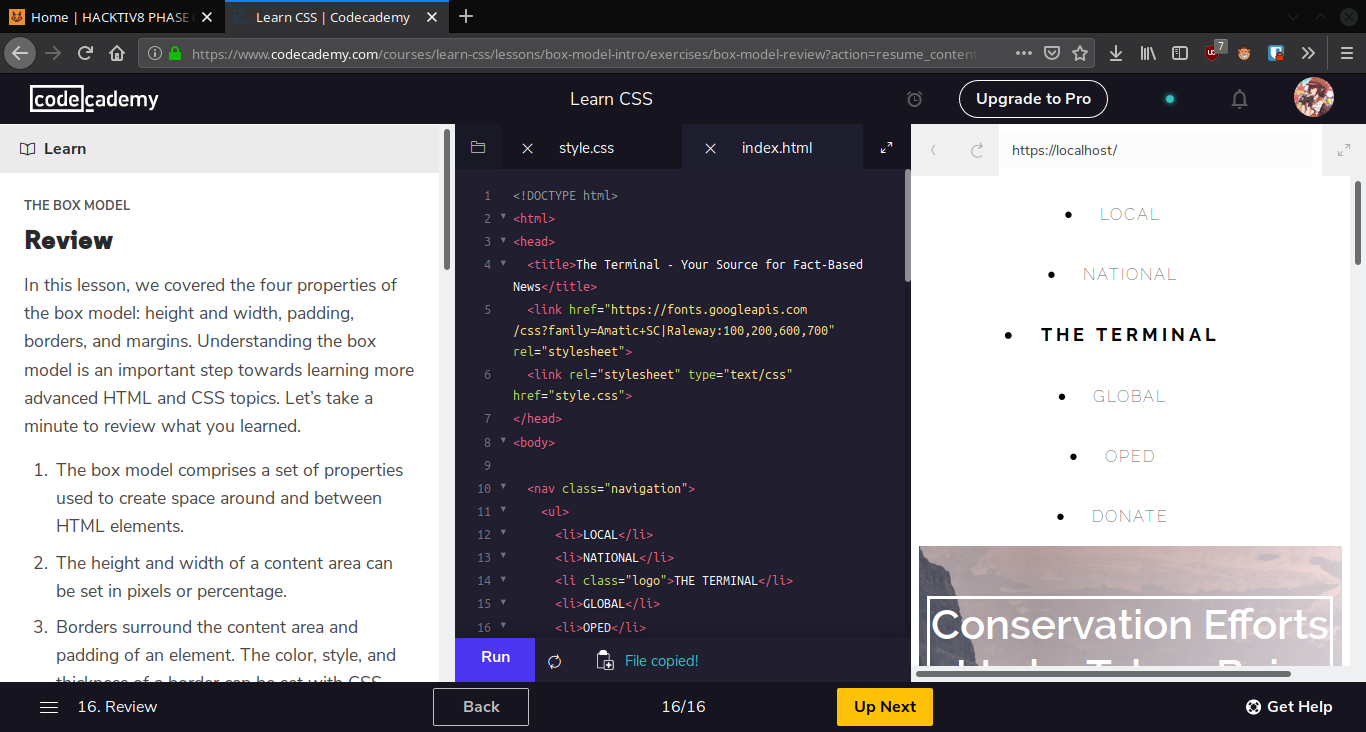 Home | HACKTIV8 PHASE
Learn CSS | Codecademy
https://www.codecademy.com/courses/learn-css/lessons/box-model-intro/exercises/box-model-review?action=resume_content
7
codecademy
Learn CSS
Upgrade to Pro
Learn
THE BOX MODEL
Review
In this lesson, we covered the four properties of
the box model: height and width, padding,
borders, and margins. Understanding the box
model is an important step towards learning more
advanced HTML and CSS topics. Let’s take a
minute to review what you learned.
1. The box model comprises a set of properties
used to create space around and between
HTML elements.
2. The height and width of a content area can
be set in pixels or percentage.
3. Borders surround the content area and
padding of an element. The color, style, and
thickness of a border can be set with CSS
style.css
index.html
1 <!DOCTYPE html>
2 <html>
3 <head>
4 <title>The Terminal - Your Source for Fact-Based
News</title>
5 <link href="https://fonts.googleapis.com
/css?family=Amatic+SC|Raleway:100,200,600,700"
rel="stylesheet">
6 <link rel="stylesheet" type="text/css"
href="style.css">
7 </head>
8 <body>
9
10 <nav class="navigation">
11 <ul>
12 <li>LOCAL</li>
13 <li>NATIONAL</li>
14 <li class="logo">THE TERMINAL</li>
15 <li>GLOBAL</li>
16 <li>OPED</li>
Run
File copied!
https://localhost/
• LOCAL
• NATIONAL
• THE TERMINAL
• GLOBAL
• OPED
• DONATE
Conservation Efforts
16. Review
Back
16/16
Up Next
Get Help